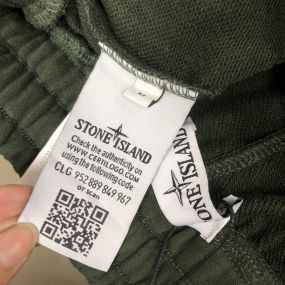 STONE ISLAND
Check the authenticity on
WWW.CERTILOGO.COM
using the following code:
CLG 952 889 849 967
or scan
STONE ISLAND